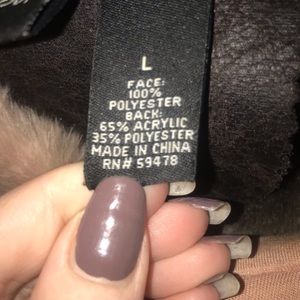 L
FACE:
100%
POLYESTER
BACK:
65% ACRYLIC
35% POLYESTER
MADE IN CHINA
RN# 59478